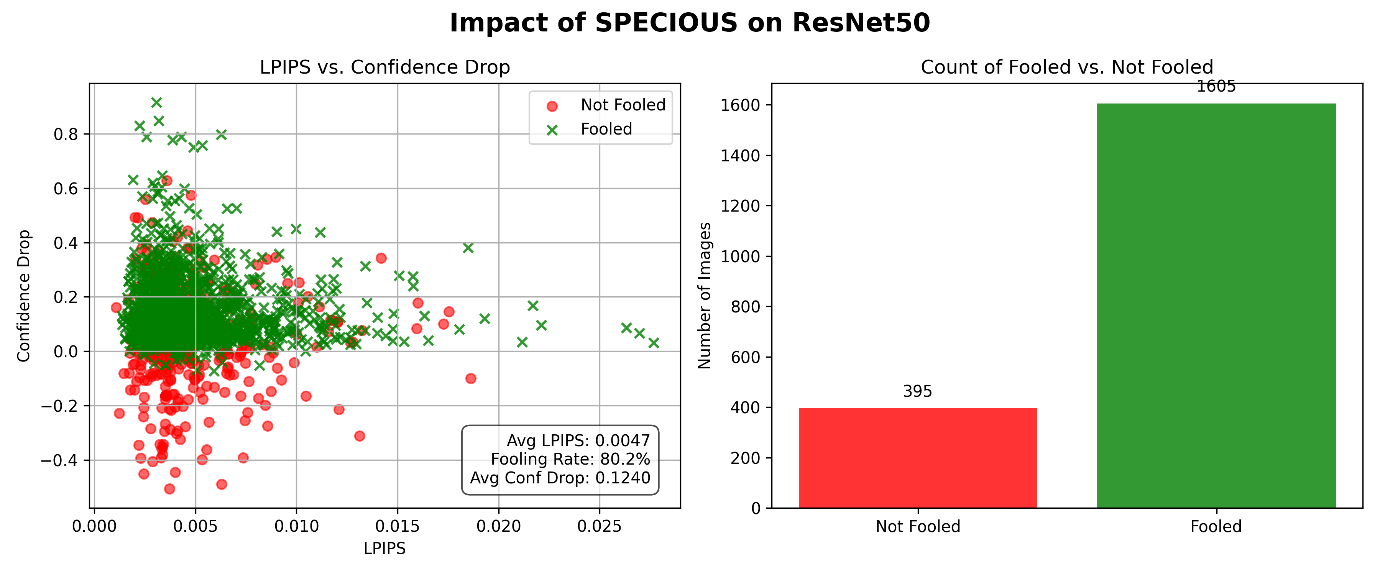 Impact of SPECIOUS on ResNet50
LPIPS vs. Confidence Drop
Not Fooled
Fooled
Confidence Drop
0.8
0.6
0.4
0.2
0.0
−0.2
−0.4
Avg LPIPS: 0.0047
Fooling Rate: 80.2%
Avg Conf Drop: 0.1240
0.000 0.005 0.010 0.015 0.020 0.025
LPIPS
Count of Fooled vs. Not Fooled
Number of Images
1600
1400
1200
1000
800
600
400
200
0
395
1605
Not Fooled Fooled